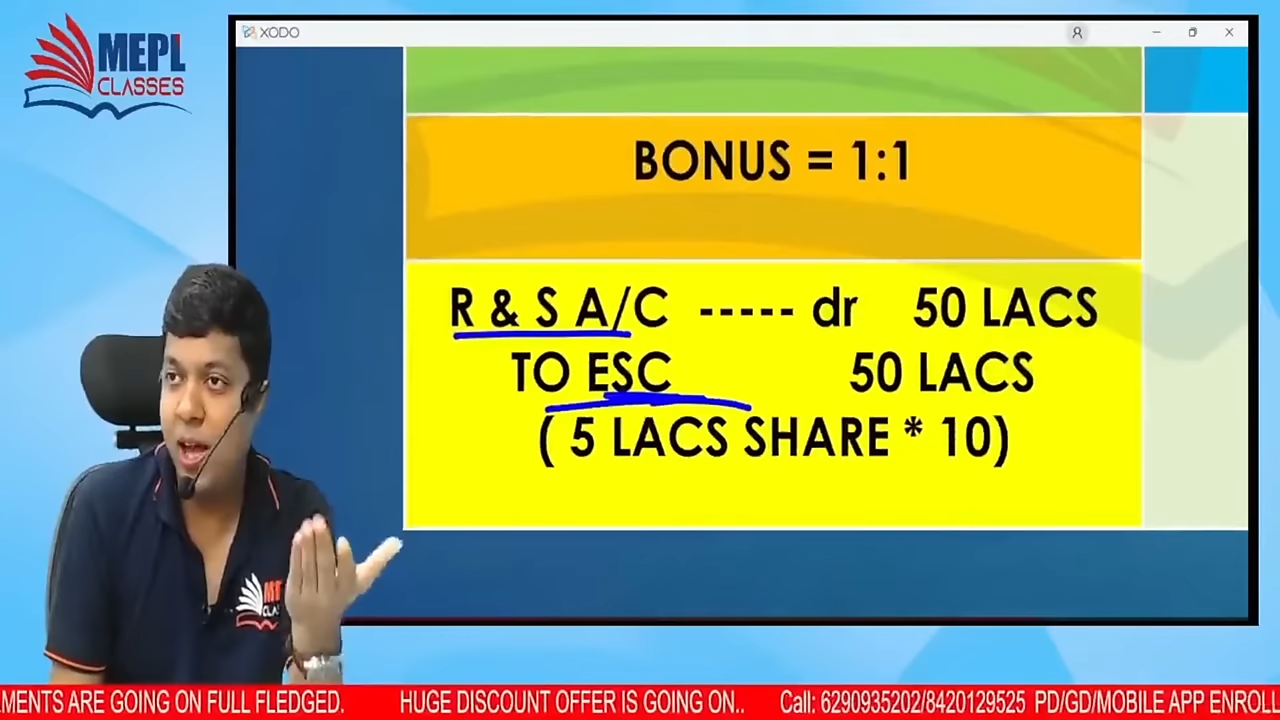 MEPL
CLASSES
XODO
BONUS = 1:1
R & S A/C ----- dr 50 LACS
TO ESC 50 LACS
( 5 LACS SHARE * 10)
MENTS ARE GOING ON FULL FLEDGED. HUGE DISCOUNT OFFER IS GOING ON.. Call: 6290935202/8420129525 PD/GD/MOBILE APP ENROLL